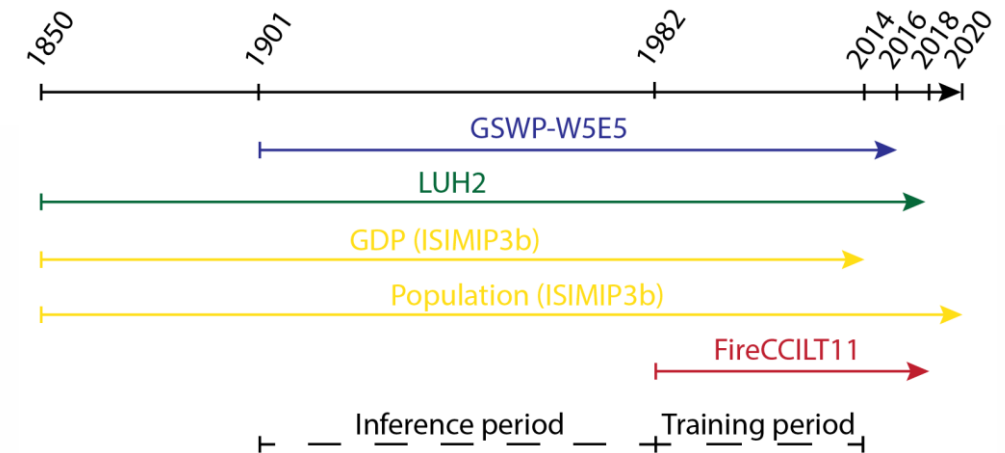 1850
1901
1982
2014
2016
2018
2020
GSWP-W5E5
LUH2
GDP (ISIMIP3b)
Population (ISIMIP3b)
FireCCILT11
Inference period
Training period